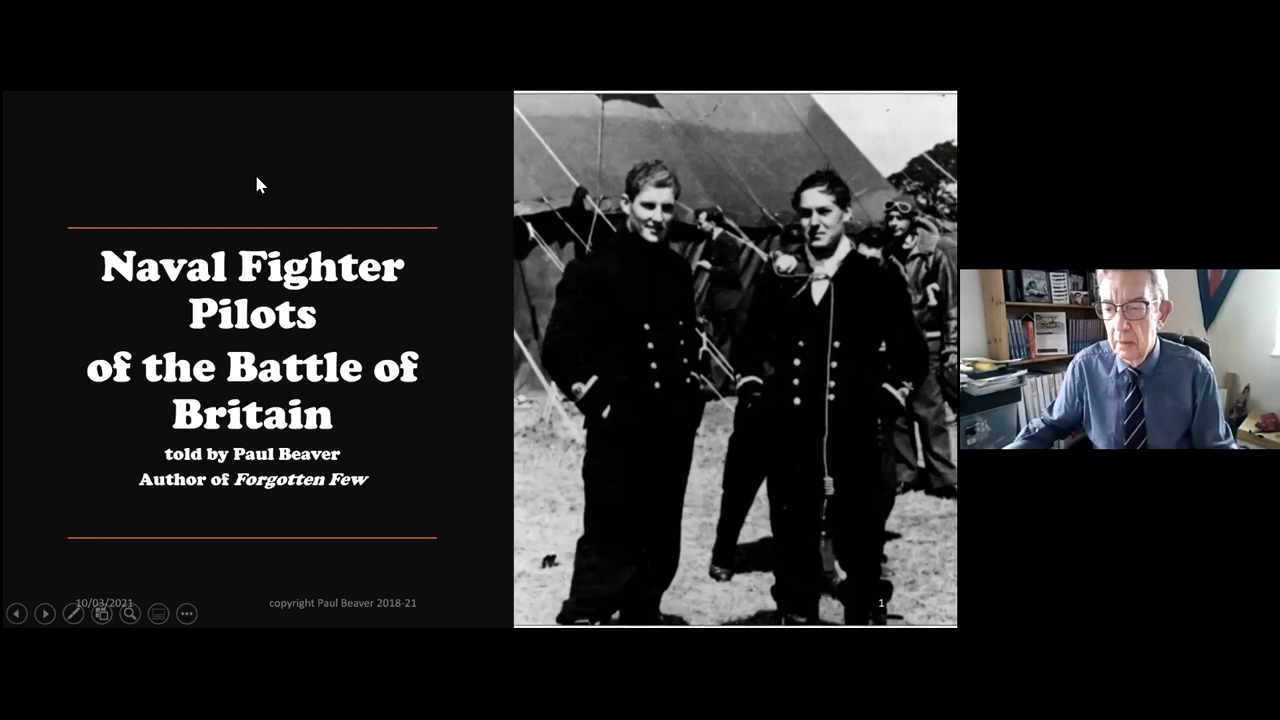 Naval Fighter
Pilots
of the Battle of
Britain
told by Paul Beaver
Author of Forgotten Few
10/03/2021
copyright Paul Beaver 2018-21
1